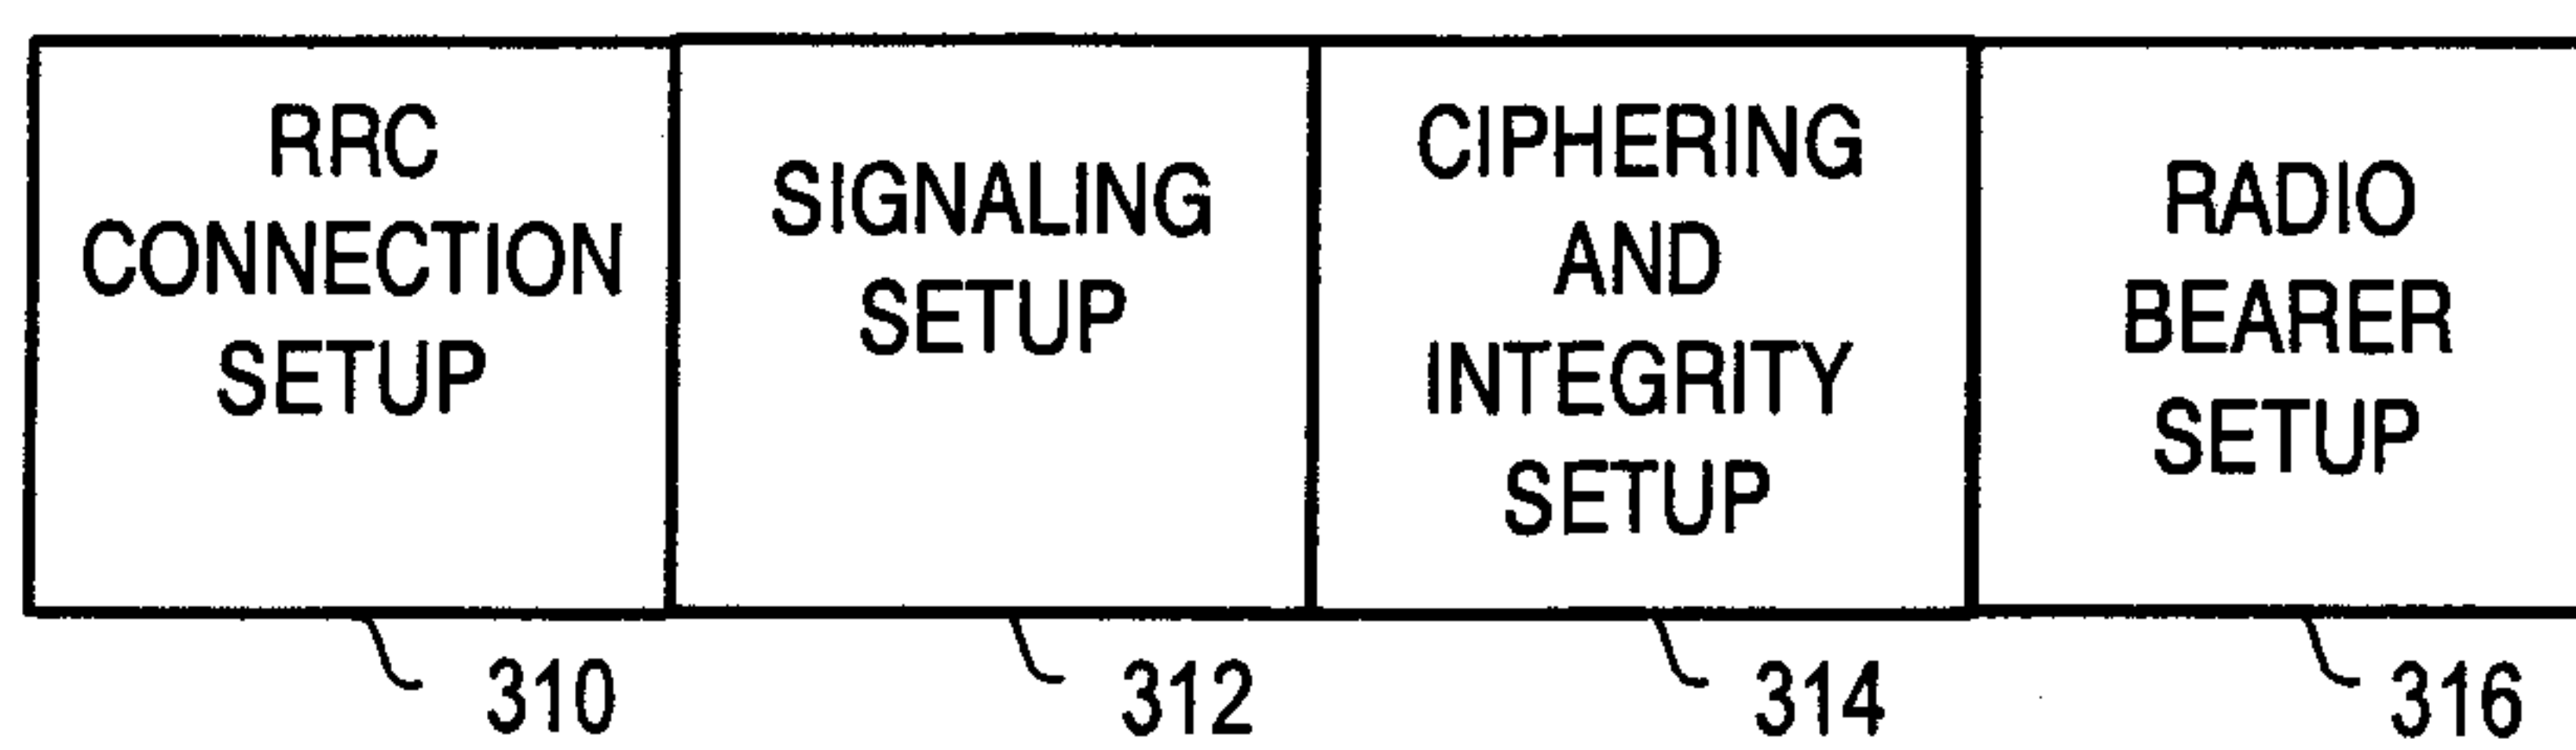 RRC
CONNECTION
SETUP
SIGNALING
SETUP
CIPHERING
AND
INTEGRITY
SETUP
RADIO
BEARER
SETUP
310
312
314
316